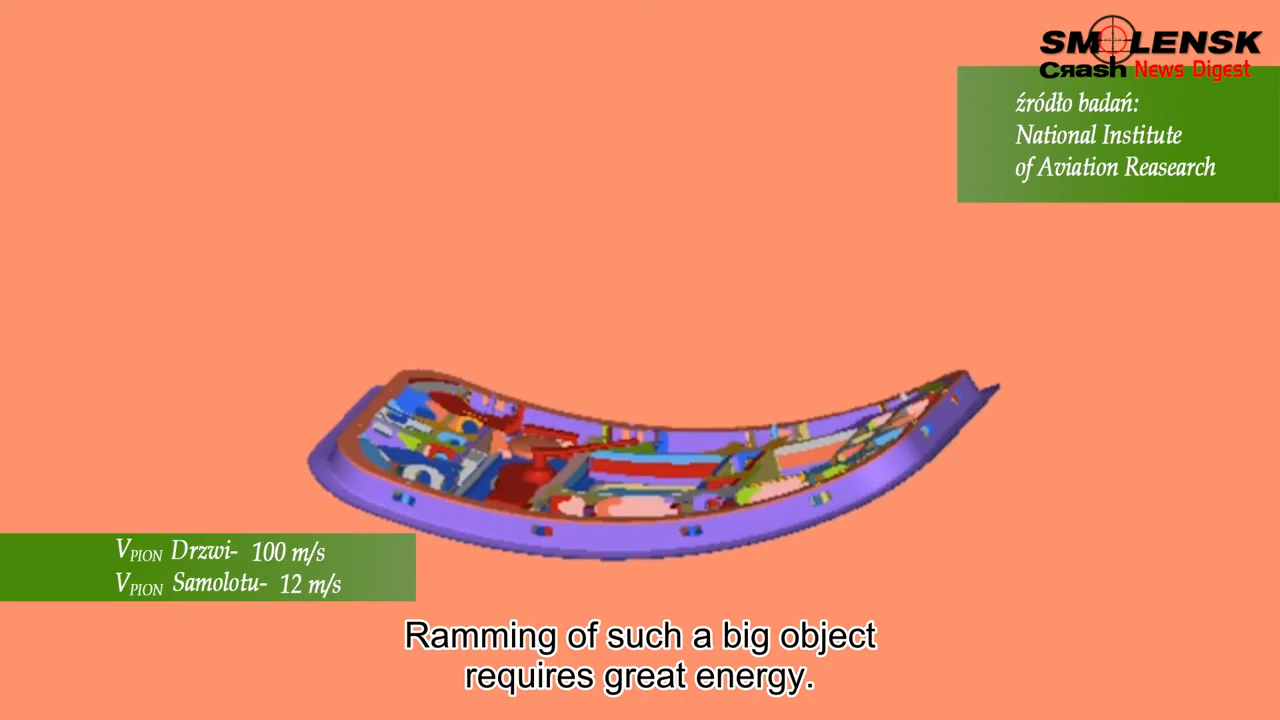 SMOLENSK
CЯash News Digest
źródło badań:
National Institute
of Aviation Reasearch
VPION Drzwi- 100 m/s
VPION Samolotu- 12 m/s
Ramming of such a big object
requires great energy.